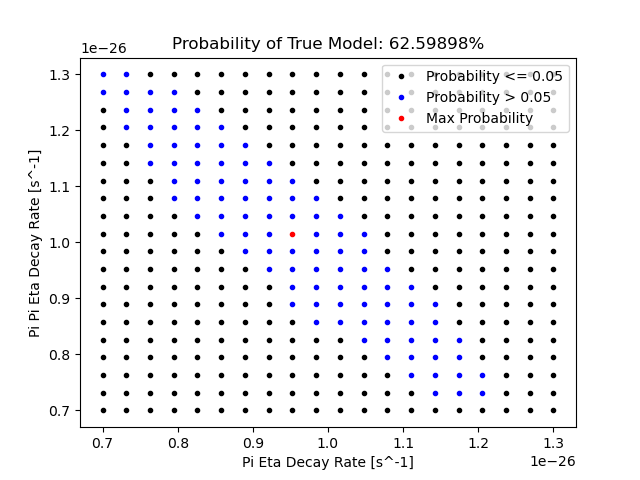 Probability of True Model: 62.59898%
1e−26
Probability <= 0.05
Probability > 0.05
Max Probability
1.3
1.2
1.1
1.0
0.9
0.8
0.7
Pi Pi Eta Decay Rate [s^-1]
0.7 0.8 0.9 1.0 1.1 1.2 1.3
Pi Eta Decay Rate [s^-1]
1e−26